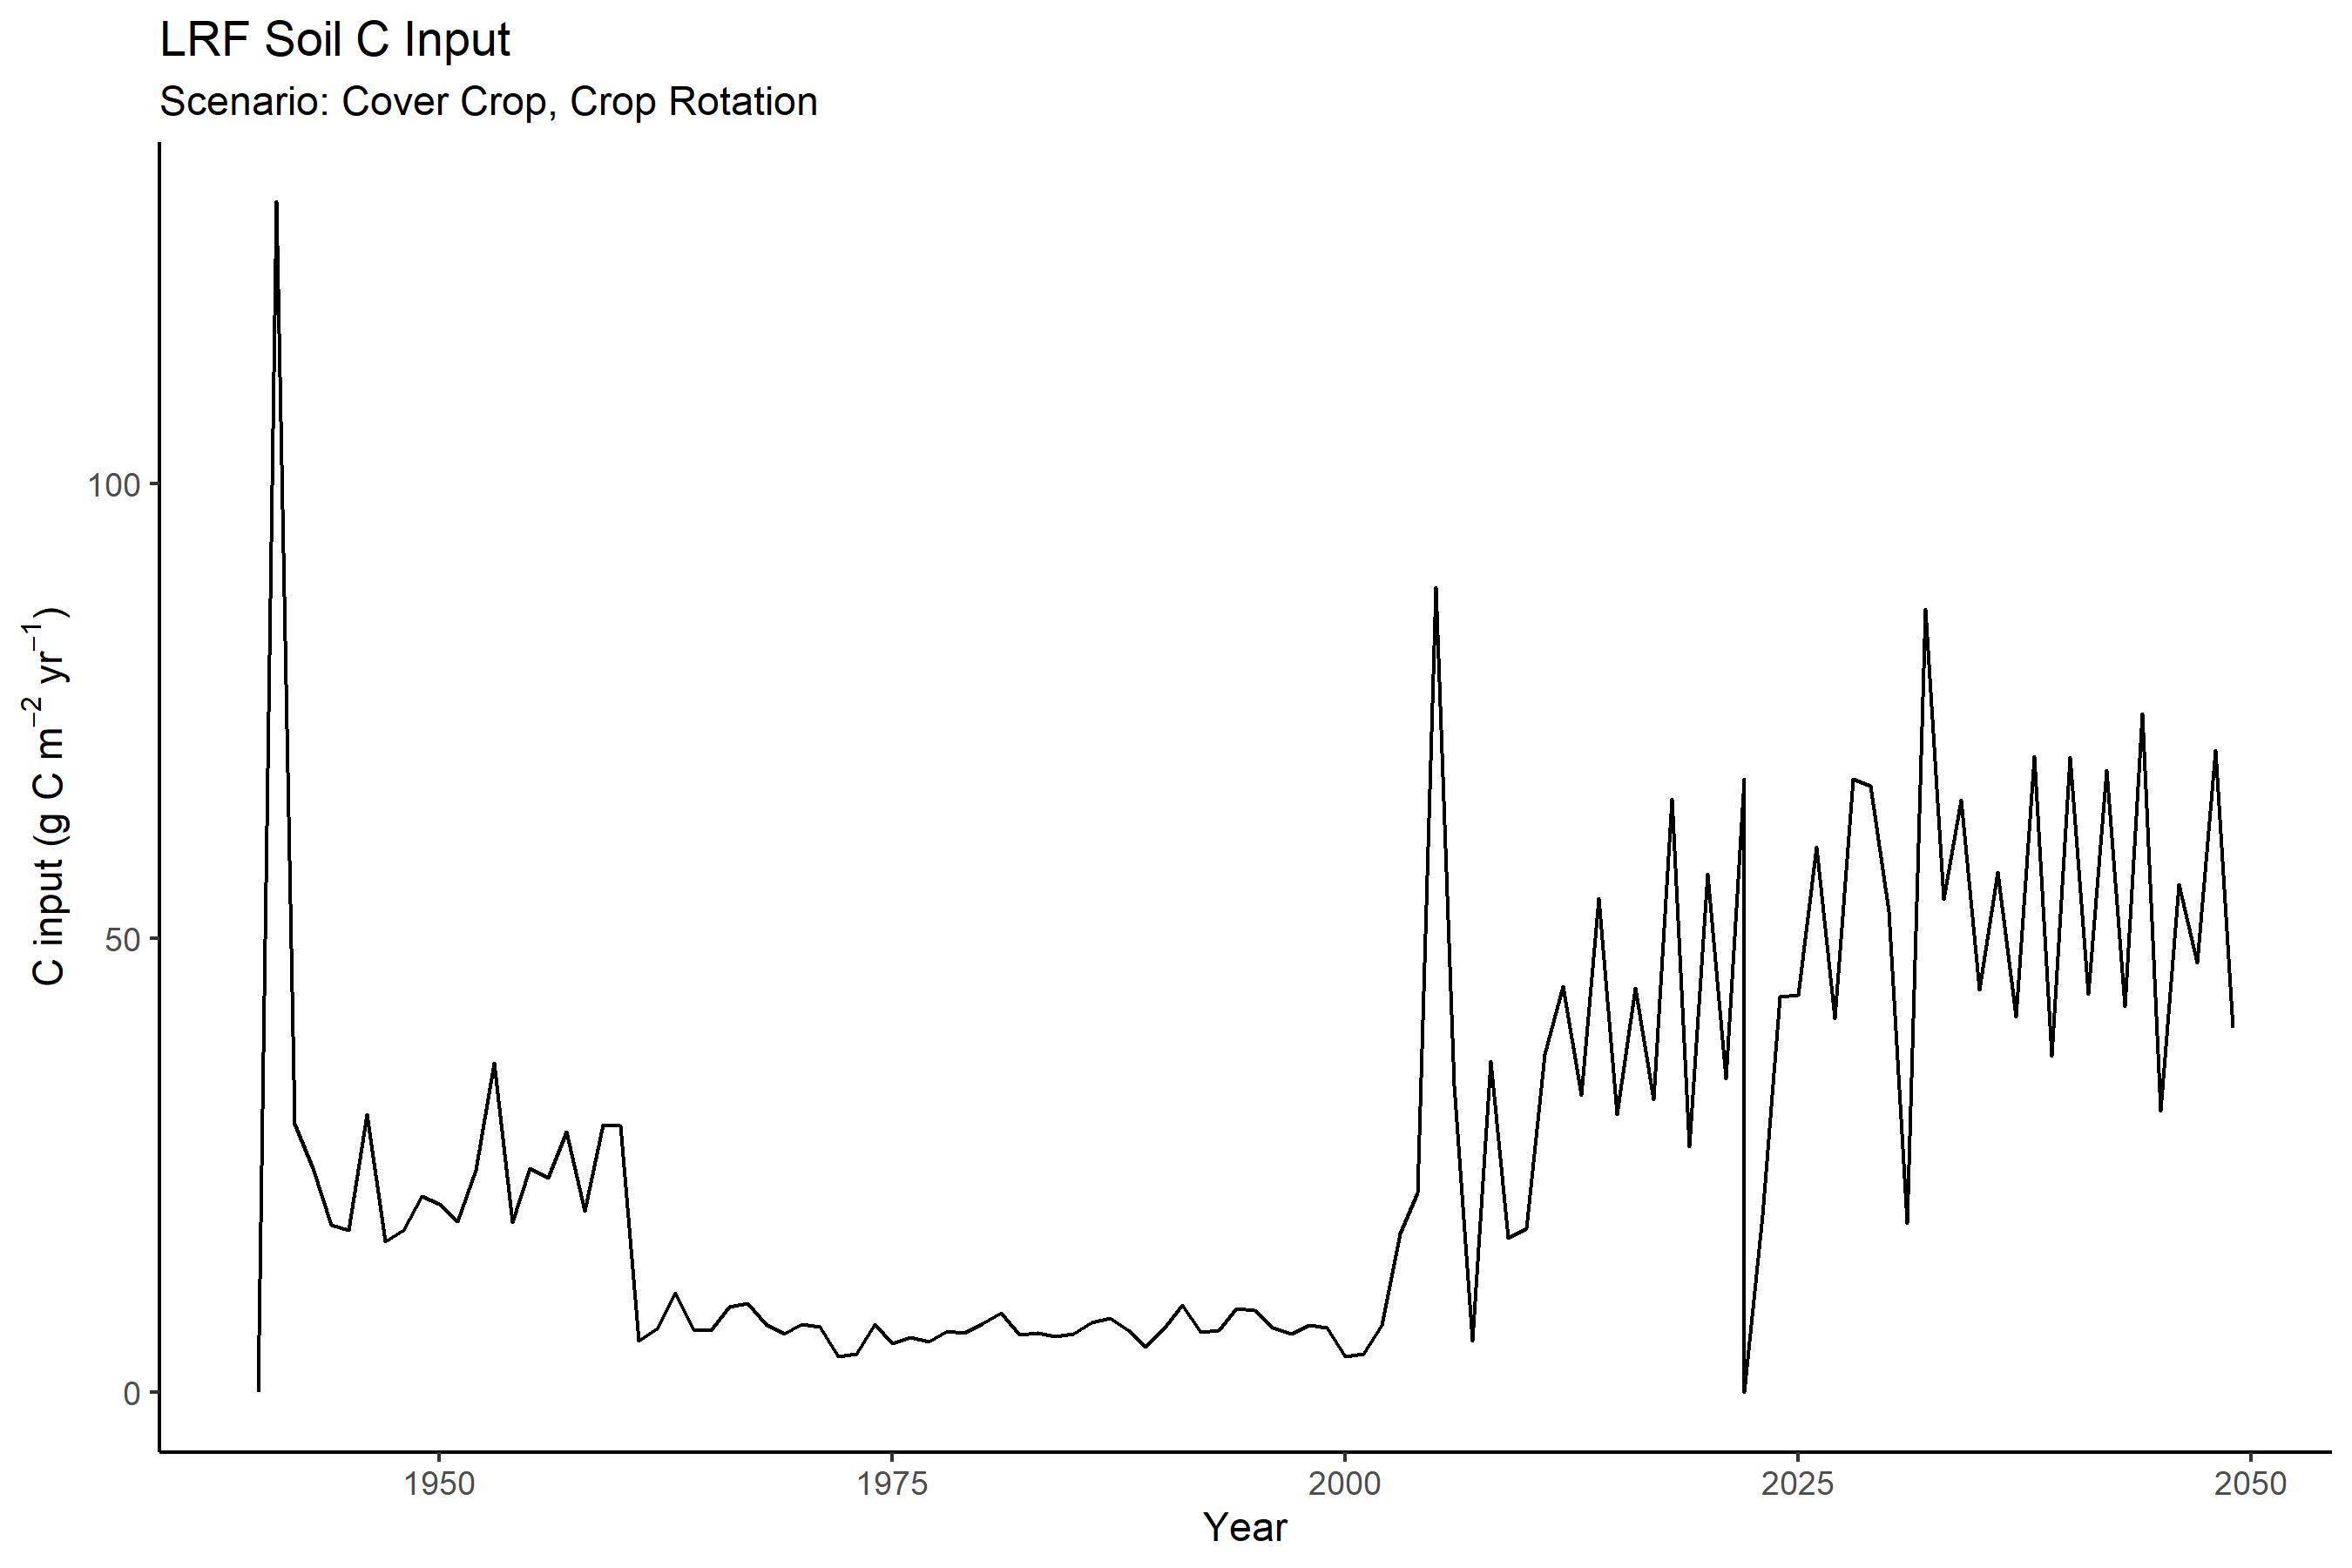 LRF Soil C Input
Scenario: Cover Crop, Crop Rotation
C input (g C m⁻² yr⁻¹)
100
50
0
1950 1975 2000 2025 2050
Year